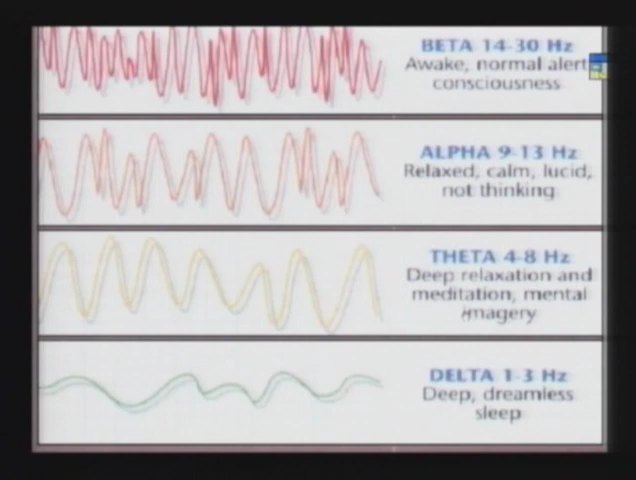 BETA 14-30 Hz
Awake, normal alert
consciousness
ALPHA 9-13 Hz
Relaxed, calm, lucid,
not thinking
THETA 4-8 Hz
Deep relaxation and
meditation, mental
imagery
DELTA 1-3 Hz
Deep, dreamless
sleep